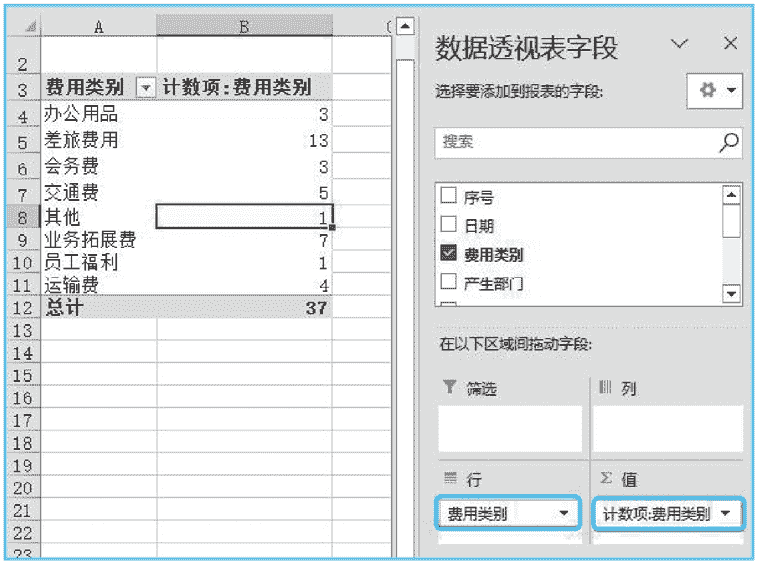 A B
2
3 费用类别 计数项:费用类别
4 办公用品 3
5 差旅费用 13
6 会务费 3
7 交通费 5
8 其他 1
9 业务拓展费 7
10 员工福利 1
11 运输费 4
12 总计 37
13
14
15
16
17
18
19
20
21
22
23
数据透视表字段
选择要添加到报表的字段:
搜索
序号
日期
费用类别
产生部门
在以下区域间拖动字段:
筛选 列
行 Σ 值
费用类别 计数项:费用类别